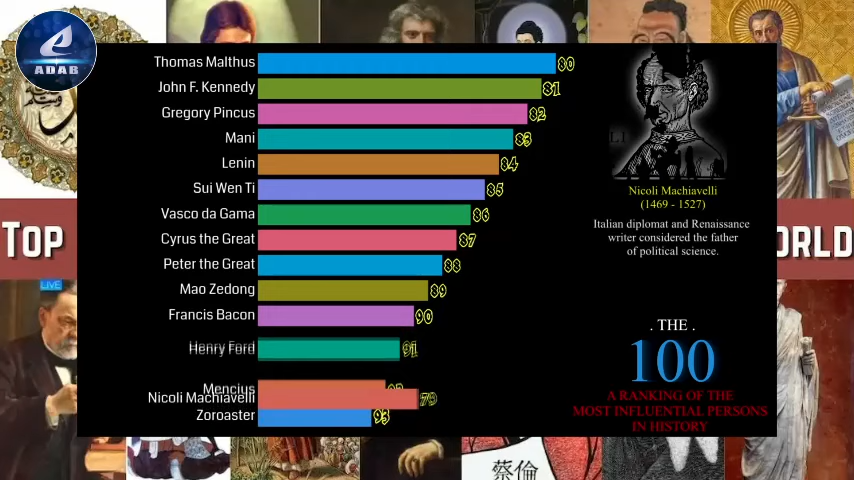 ADAB
Thomas Malthus 80
John F. Kennedy 81
Gregory Pincus 82
Mani 83
Lenin 84
Sui Wen Ti 85
Vasco da Gama 86
Cyrus the Great 87
Peter the Great 88
Mao Zedong 89
Francis Bacon 90
Henry Ford 91
Mencius
Nicoli Machiavelli 79
Zoroaster 93
Nicoli Machiavelli
(1469 - 1527)
Italian diplomat and Renaissance
writer considered the father
of political science.
. THE .
100
A RANKING OF THE
MOST INFLUENTIAL PERSONS
IN HISTORY
TOP
ORLD
LIVE
蔡倫